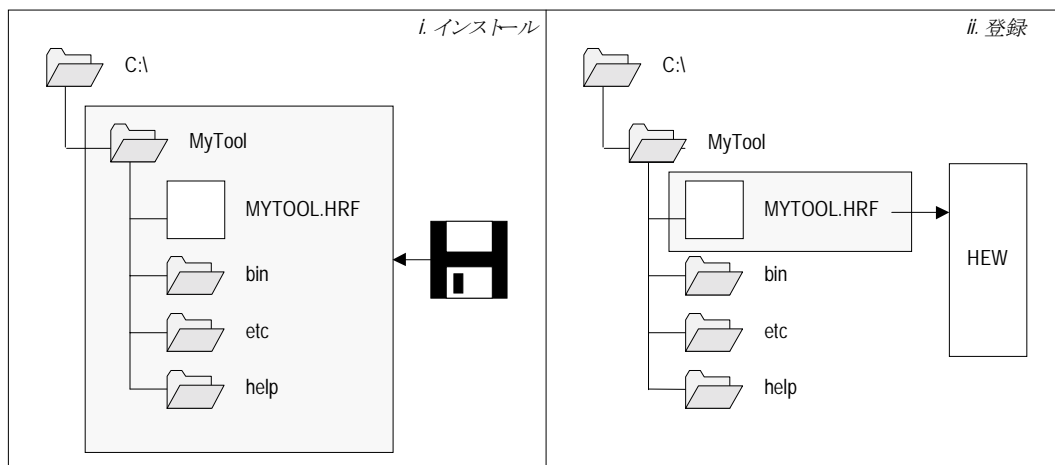 i. インストール
C:\
MyTool
MYTOOL.HRF
bin
etc
help
ii. 登録
C:\
MyTool
MYTOOL.HRF
HEW
bin
etc
help